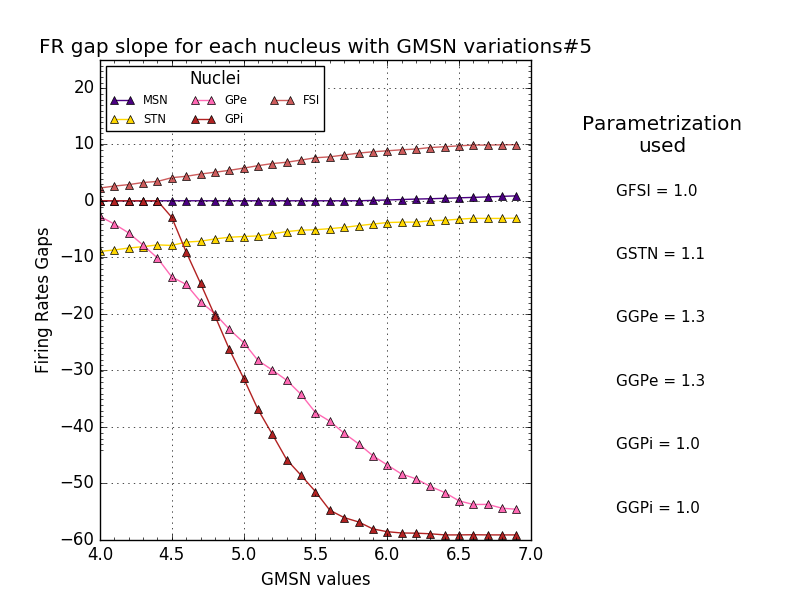 FR gap slope for each nucleus with GMSN variations#5
Nuclei
MSN GPe FSI
STN GPi
20
10
0
−10
−20
−30
−40
−50
−60
Firing Rates Gaps
4.0 4.5 5.0 5.5 6.0 6.5 7.0
GMSN values
Parametrization
used
GFSI = 1.0
GSTN = 1.1
GGPe = 1.3
GGPe = 1.3
GGPi = 1.0
GGPi = 1.0